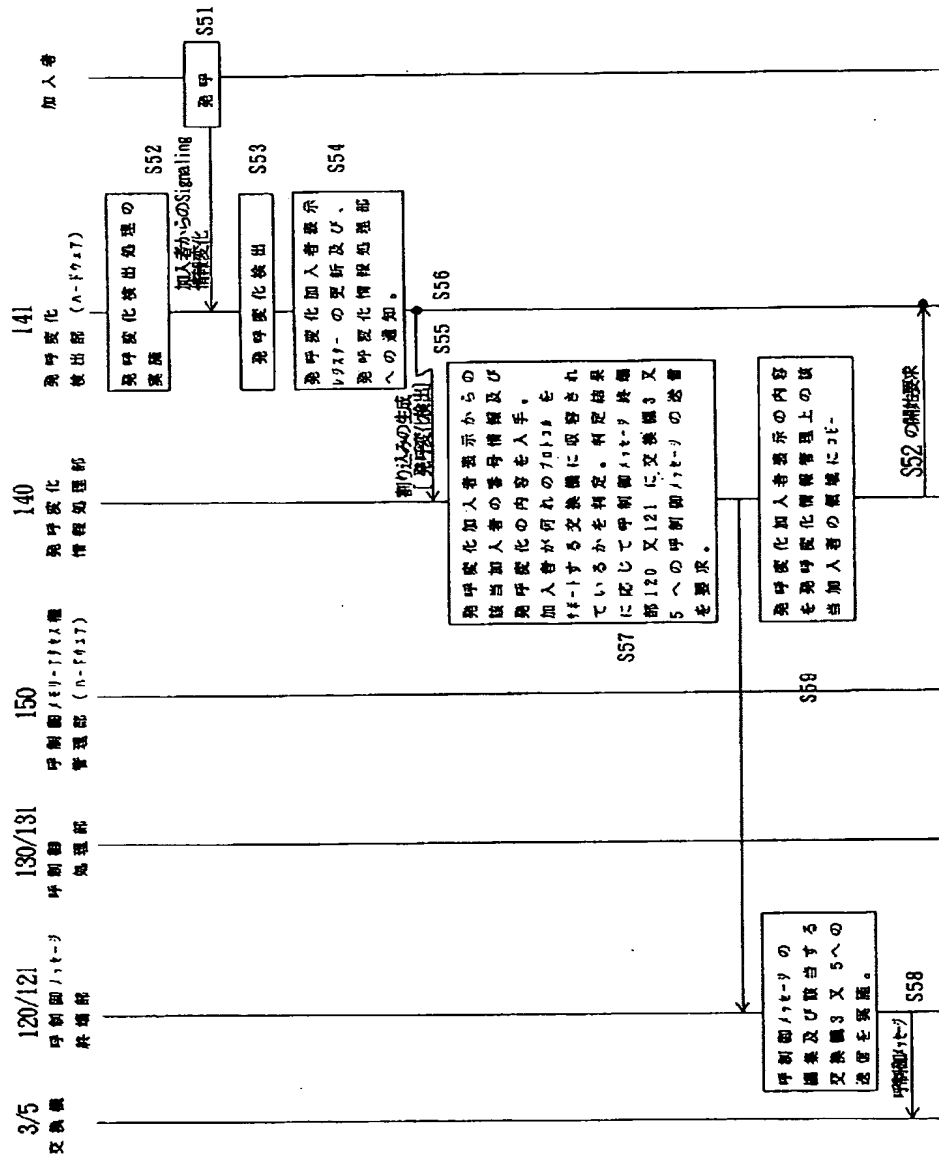 3/5
交換機
120/121
呼制御メッセージ
終端部
130/131
呼制御
処理部
150
呼制御メモリーアクセス権
管理部 (ハードウェア)
140
発呼変化
情報処理部
141
発呼変化
検出部 (ハードウェア)
加入者
発呼
S51
発呼変化検出処理の
実施
S52
加入者からのSignaling
情報変化
発呼変化検出
S53
発呼変化加入者表示
レジスターの更新及び、
発呼変化情報処理部
への通知。
S54
割り込みの生成
(発呼変化検出)
S55
S56
発呼変化加入者表示からの
該当加入者の番号情報及び
発呼変化の内容を入手。
加入者が何れのプロトコルを
サポートする交換機に収容され
ているかを判定。判定結果
に応じて呼制御メッセージ終端
部120又121に交換機3又
5への呼制御メッセージの送信
を要求。
S57
呼制御メッセージの
編集及び該当する
交換機3又5への
送信を実施。
呼制御メッセージ
S58
発呼変化加入者表示の内容
を発呼変化情報管理上の該
当加入者の領域にコピー
S59
S52の開始要求